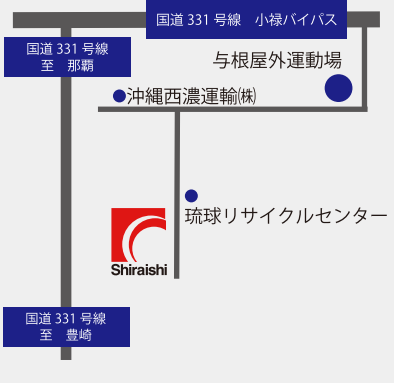 国道 331 号線　小禄バイパス
国道 331 号線
至　那覇
与根屋外運動場
沖縄西濃運輸㈱
琉球リサイクルセンター
Shiraishi
国道 331 号線
至　豊崎